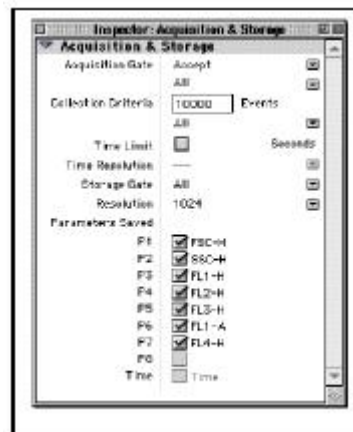 Inspector: Acquisition & Storage
Acquisition & Storage
Acquisition Gate Accept
All
Collection Criteria 10000 Events
All
Time Limit Seconds
Time Resolution ---
Storage Gate All
Resolution 1024
Parameters Saved
P1 FSC-H
P2 SSC-H
P3 FL1-H
P4 FL2-H
P5 FL3-H
P6 FL1-A
P7 FL4-H
P8
Time Time